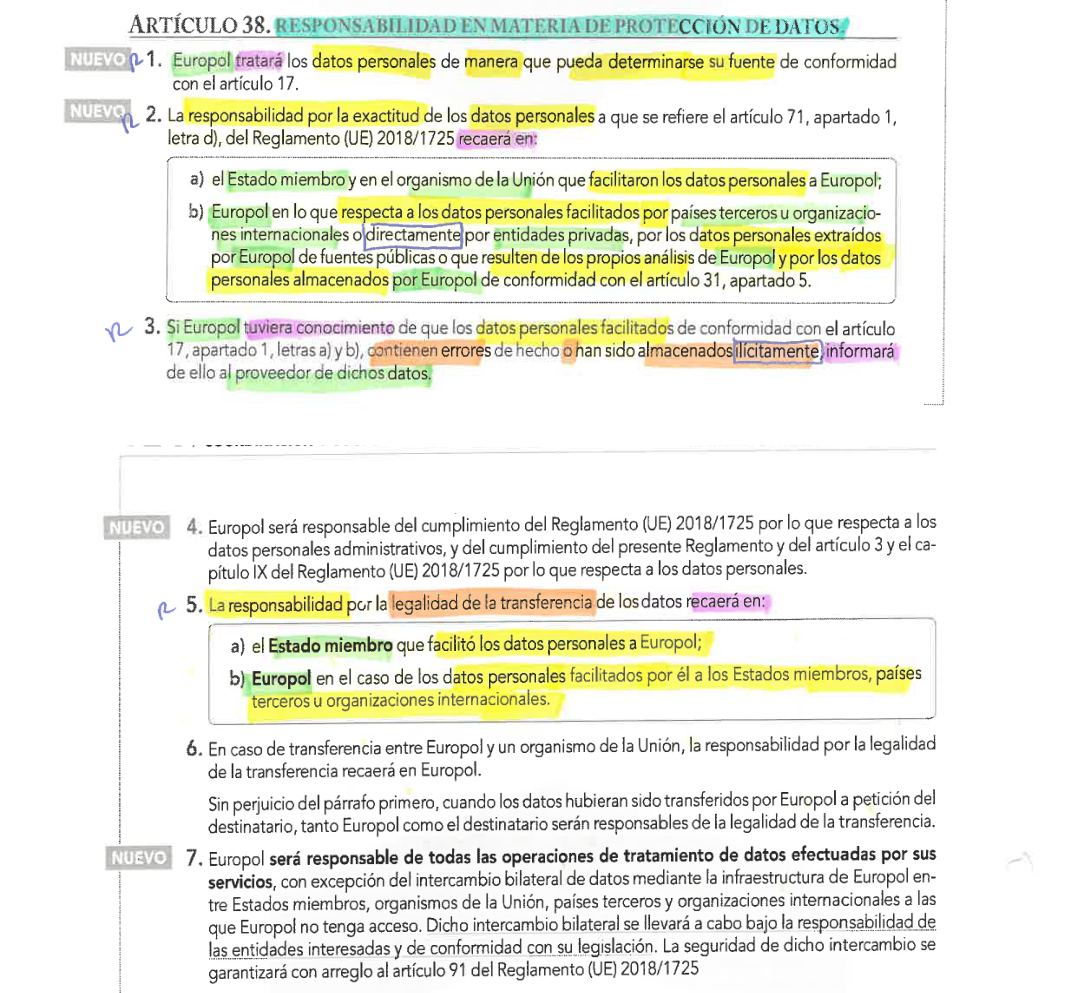 ARTÍCULO 38. RESPONSABILIDAD EN MATERIA DE PROTECCIÓN DE DATOS.
NUEVO 1. Europol tratará los datos personales de manera que pueda determinarse su fuente de conformidad
con el artículo 17.
NUEVO 2. La responsabilidad por la exactitud de los datos personales a que se refiere el artículo 71, apartado 1,
letra d), del Reglamento (UE) 2018/1725 recaerá en:
a) el Estado miembro y en el organismo de la Unión que facilitaron los datos personales a Europol;
b) Europol en lo que respecta a los datos personales facilitados por países terceros u organizacio-
nes internacionales o directamente por entidades privadas, por los datos personales extraídos
por Europol de fuentes públicas o que resulten de los propios análisis de Europol y por los datos
personales almacenados por Europol de conformidad con el artículo 31, apartado 5.
3. Si Europol tuviera conocimiento de que los datos personales facilitados de conformidad con el artículo
17, apartado 1, letras a) y b), contienen errores de hecho o han sido almacenados ilícitamente, informará
de ello al proveedor de dichos datos.
NUEVO 4. Europol será responsable del cumplimiento del Reglamento (UE) 2018/1725 por lo que respecta a los
datos personales administrativos, y del cumplimiento del presente Reglamento y del artículo 3 y el ca-
pítulo IX del Reglamento (UE) 2018/1725 por lo que respecta a los datos personales.
5. La responsabilidad por la legalidad de la transferencia de los datos recaerá en:
a) el Estado miembro que facilitó los datos personales a Europol;
b) Europol en el caso de los datos personales facilitados por él a los Estados miembros, países
terceros u organizaciones internacionales.
6. En caso de transferencia entre Europol y un organismo de la Unión, la responsabilidad por la legalidad
de la transferencia recaerá en Europol.
Sin perjuicio del párrafo primero, cuando los datos hubieran sido transferidos por Europol a petición del
destinatario, tanto Europol como el destinatario serán responsables de la legalidad de la transferencia.
NUEVO 7. Europol será responsable de todas las operaciones de tratamiento de datos efectuadas por sus
servicios, con excepción del intercambio bilateral de datos mediante la infraestructura de Europol en-
tre Estados miembros, organismos de la Unión, países terceros y organizaciones internacionales a las
que Europol no tenga acceso. Dicho intercambio bilateral se llevará a cabo bajo la responsabilidad de
las entidades interesadas y de conformidad con su legislación. La seguridad de dicho intercambio se
garantizará con arreglo al artículo 91 del Reglamento (UE) 2018/1725